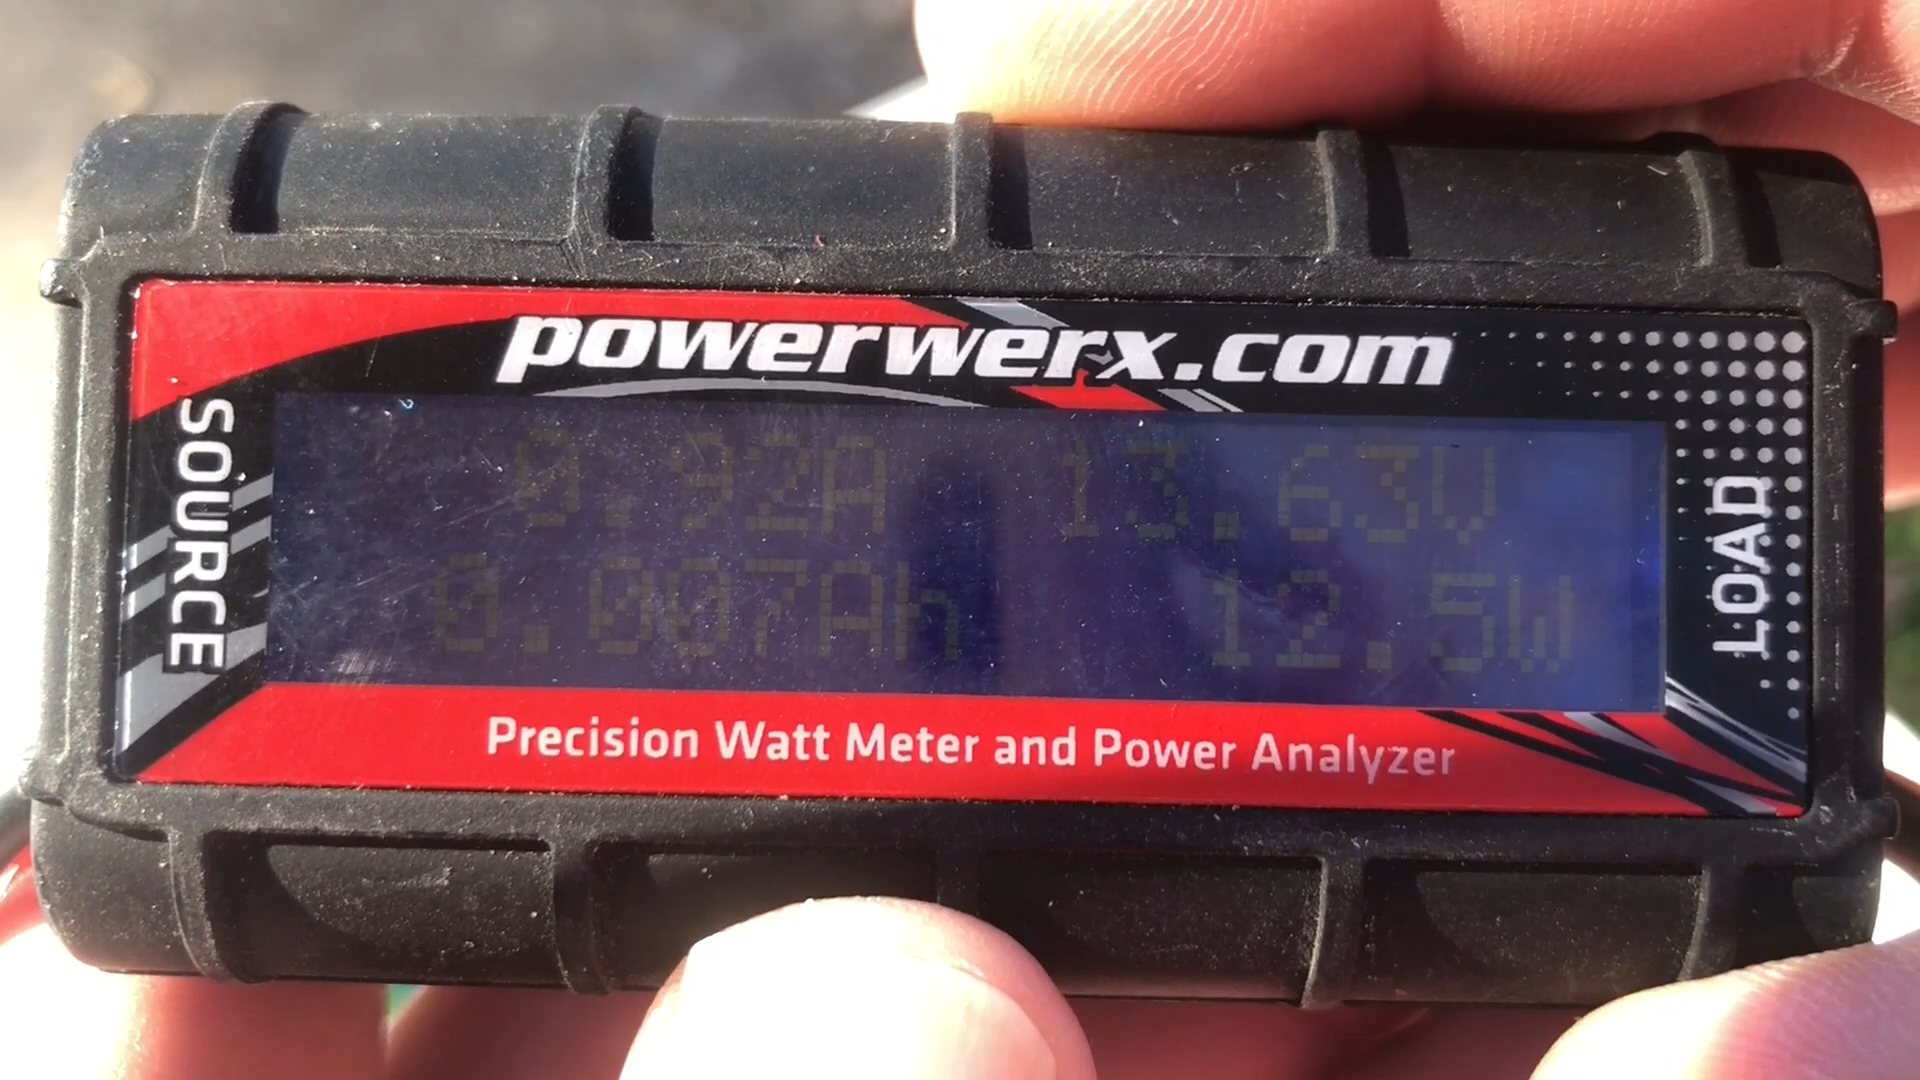 powerwerx.com
SOURCE
0.92A 13.63V
0.007Ah 12.5W
LOAD
Precision Watt Meter and Power Analyzer